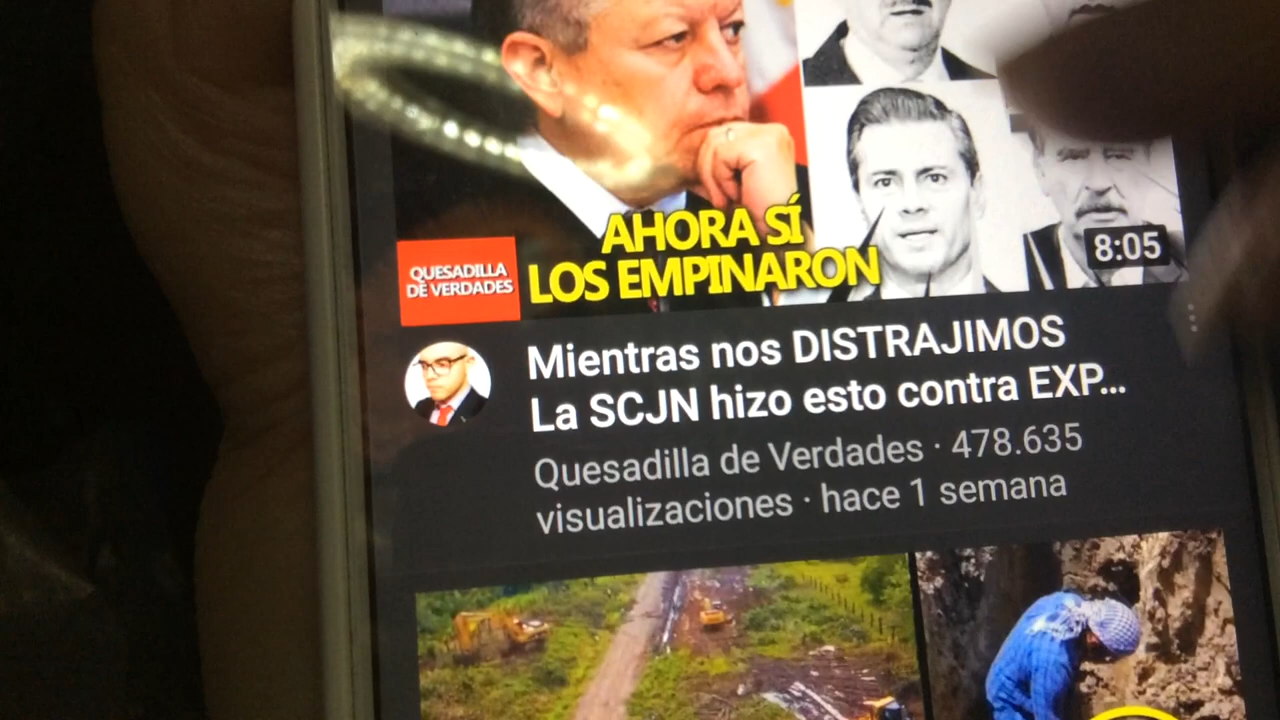 AHORA SÍ
LOS EMPINARON
QUESADILLA
DE VERDADES
8:05
Mientras nos DISTRAJIMOS
La SCJN hizo esto contra EXP...
Quesadilla de Verdades · 478.635
visualizaciones · hace 1 semana